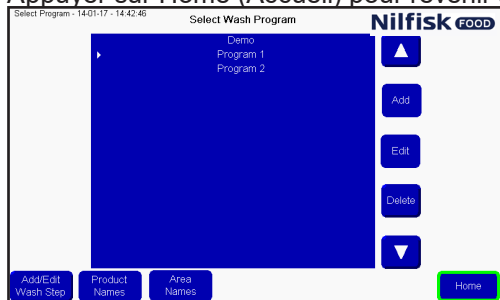 Appuyer sur Home (Accueil) pour revenir
Select Program - 14-01-17 - 14:42:46
Select Wash Program
Nilfisk FOOD
Demo
Program 1
Program 2
Add
Edit
Delete
Add/Edit
Wash Step
Product
Names
Area
Names
Home